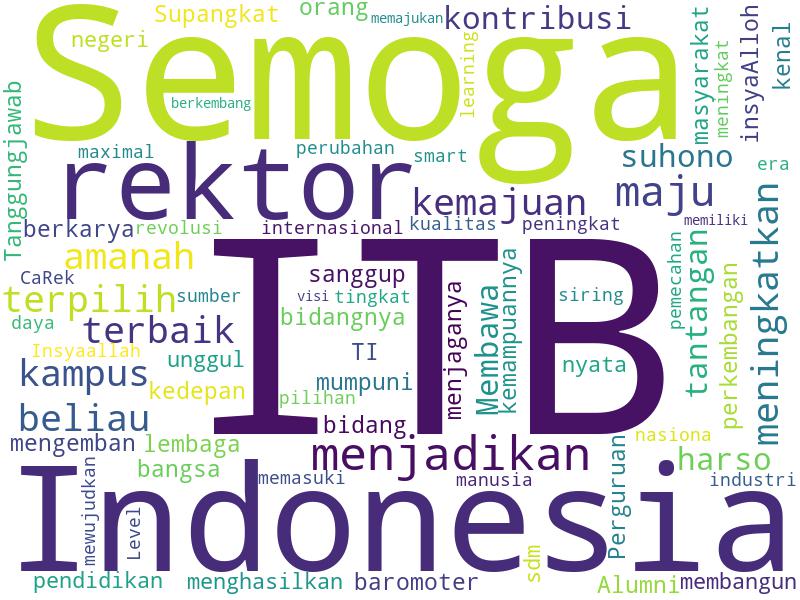 Supangkat
orang
memajukan
kontribusi
negeri
Semoga
berkembang
learning
masyarakat
meningkat
insyaAlloh
kenal
Tanggungjawab
maximal
rektor
perubahan
smart
suhono
era
kemajuan
maju
berkarya
revolusi
internasional
kualitas
peningkat
memiliki
amanah
ITB
CaRek
sanggup
terpilih
sumber
visi
tingkat
menjaganya
Membawa
kemampuannya
siring
pemecahan
tantangan
perkembangan
meningkatkan
daya
terbaik
bidangnya
Insyaallah
unggul
TI
nyata
kampus
kedepan
mumpuni
pilihan
beliau
bidang
mengemban
lembaga
nasiona
bangsa
menjadikan
harso
mewujudkan
Level
Indonesia
memasuki
manusia
Perguruan
industri
pendidikan
menghasilkan
baromoter
sdm
Alumni
membangun